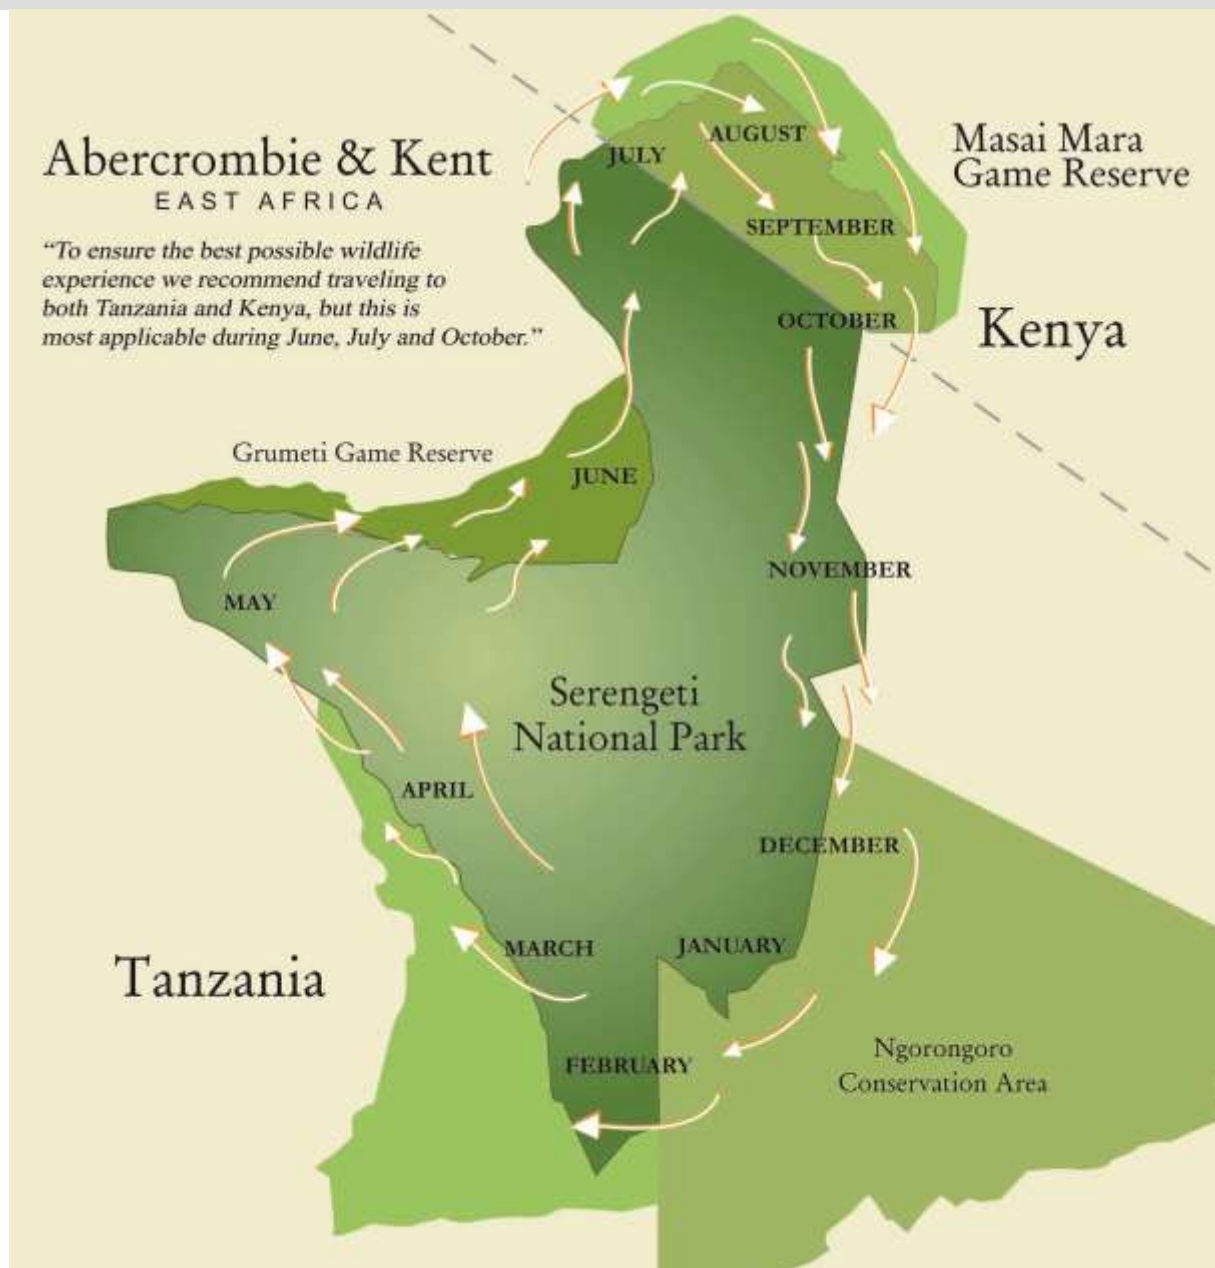 Abercrombie & Kent
EAST AFRICA
“To ensure the best possible wildlife
experience we recommend traveling to
both Tanzania and Kenya, but this is
most applicable during June, July and October.”
Masai Mara
Game Reserve
Kenya
AUGUST
JULY
SEPTEMBER
OCTOBER
Grumeti Game Reserve
JUNE
NOVEMBER
MAY
Serengeti
National Park
APRIL
DECEMBER
MARCH
JANUARY
Tanzania
FEBRUARY
Ngorongoro
Conservation Area